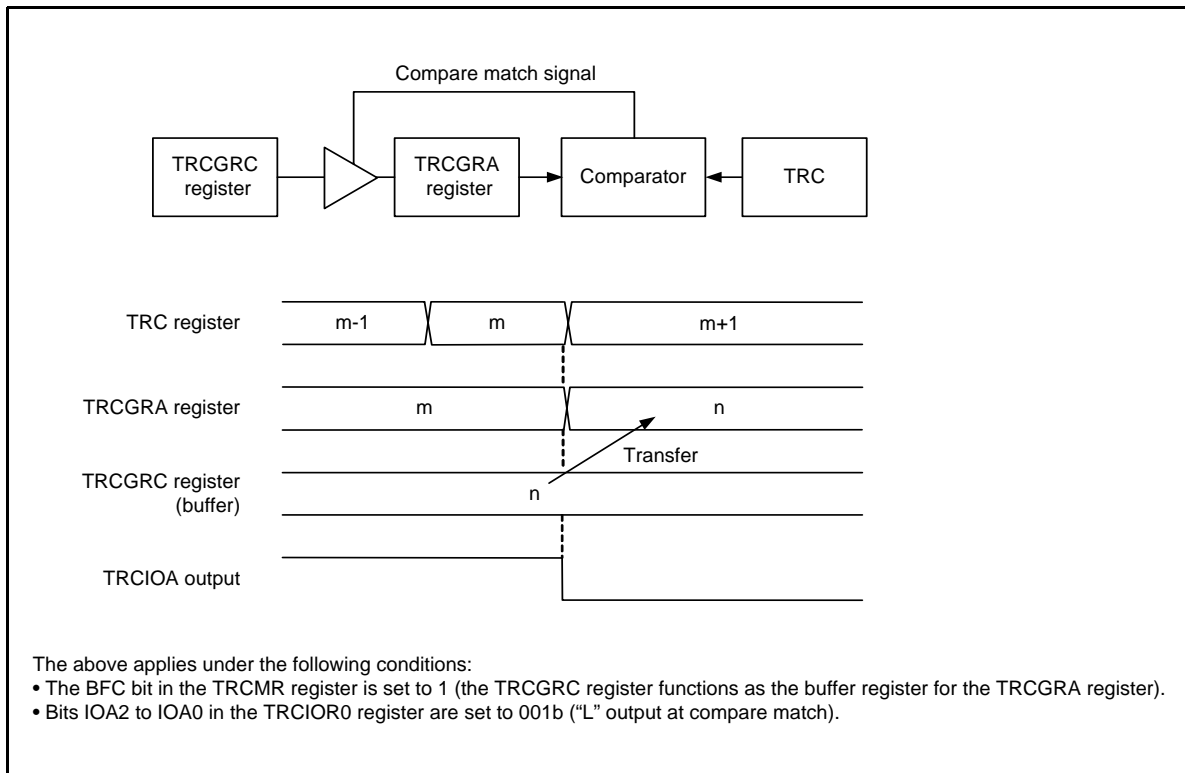 Compare match signal
TRCGRC
register
TRCGRA
register
Comparator
TRC
TRC register
m-1
m
m+1
TRCGRA register
m
n
Transfer
TRCGRC register
(buffer)
n
TRCIOA output
The above applies under the following conditions:
• The BFC bit in the TRCMR register is set to 1 (the TRCGRC register functions as the buffer register for the TRCGRA register).
• Bits IOA2 to IOA0 in the TRCIOR0 register are set to 001b (“L” output at compare match).